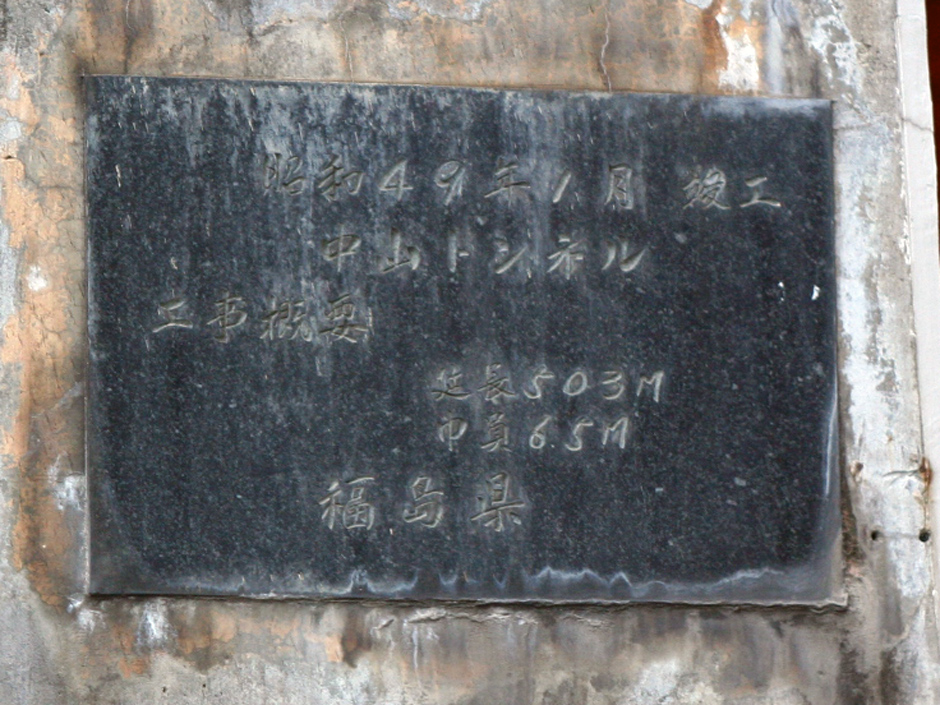 昭和49年1月 竣工
中山トンネル
工事概要
延長503M
巾員6.5M
福島県